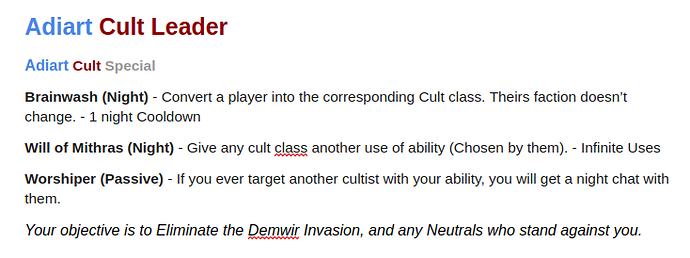 Adiart Cult Leader
Adiart Cult Special
Brainwash (Night) - Convert a player into the corresponding Cult class. Theirs faction doesn't
change. - 1 night Cooldown
Will of Mithras (Night) - Give any cult class another use of ability (Chosen by them). - Infinite Uses
Worshiper (Passive) - If you ever target another cultist with your ability, you will get a night chat with
them.
Your objective is to Eliminate the Demwir Invasion, and any Neutrals who stand against you.